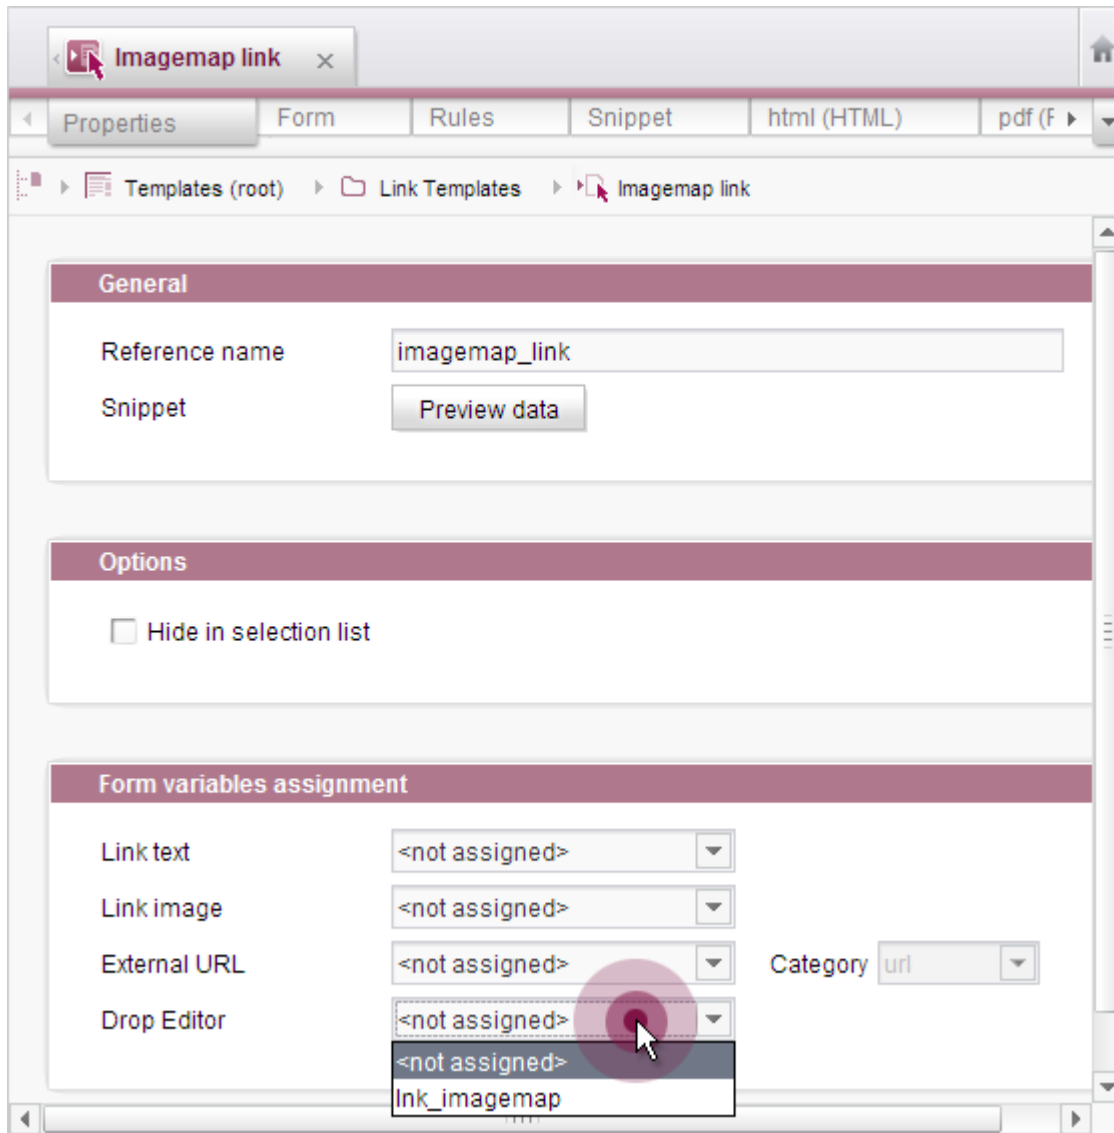 Imagemap link
Properties Form Rules Snippet html (HTML) pdf (F
Templates (root) Link Templates Imagemap link
General
Reference name imagemap_link
Snippet Preview data
Options
Hide in selection list
Form variables assignment
Link text <not assigned>
Link image <not assigned>
External URL <not assigned> Category url
Drop Editor <not assigned>
<not assigned>
lnk_imagemap